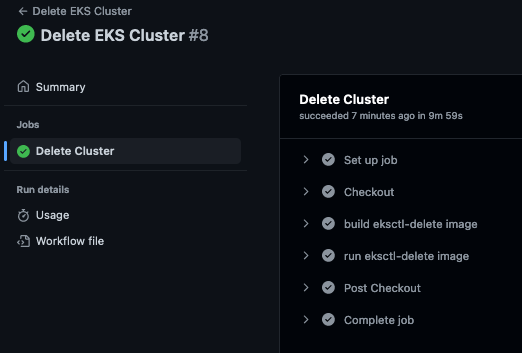 Delete EKS Cluster
Delete EKS Cluster #8
Summary
Jobs
Delete Cluster
Run details
Usage
Workflow file
Delete Cluster
succeeded 7 minutes ago in 9m 59s
Set up job
Checkout
build eksctl-delete image
run eksctl-delete image
Post Checkout
Complete job